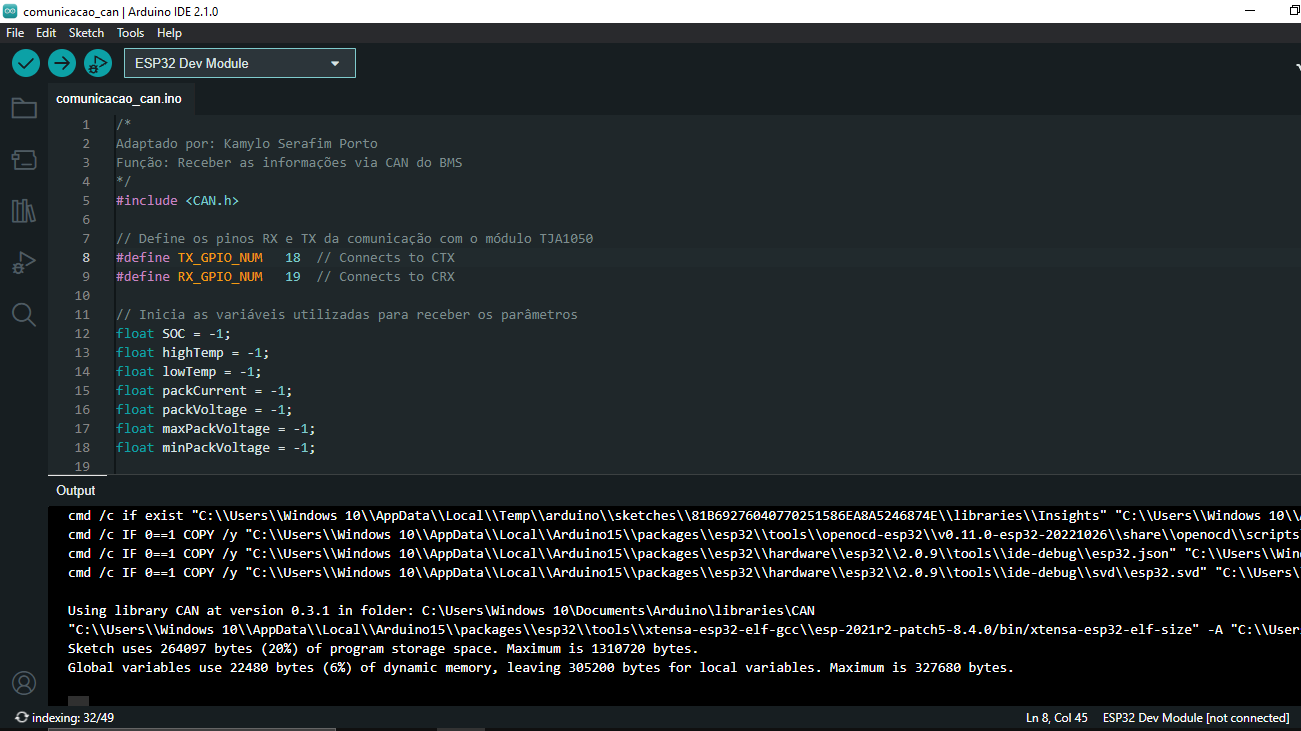 comunicacao_can | Arduino IDE 2.1.0
File Edit Sketch Tools Help
ESP32 Dev Module
comunicacao_can.ino
1 /*
2 Adaptado por: Kamylo Serafim Porto
3 Função: Receber as informações via CAN do BMS
4 */
5 #include <CAN.h>
6
7 // Define os pinos RX e TX da comunicação com o módulo TJA1050
8 #define TX_GPIO_NUM   18  // Connects to CTX
9 #define RX_GPIO_NUM   19  // Connects to CRX
10
11 // Inicia as variáveis utilizadas para receber os parâmetros
12 float SOC = -1;
13 float highTemp = -1;
14 float lowTemp = -1;
15 float packCurrent = -1;
16 float packVoltage = -1;
17 float maxPackVoltage = -1;
18 float minPackVoltage = -1;
19
Output
cmd /c if exist "C:\\Users\\Windows 10\\AppData\\Local\\Temp\\arduino\\sketches\\81B69276040770251586EA8A5246874E\\libraries\\Insights" "C:\\Users\\Windows 10\\A
cmd /c IF 0==1 COPY /y "C:\\Users\\Windows 10\\AppData\\Local\\Arduino15\\packages\\esp32\\tools\\openocd-esp32\\v0.11.0-esp32-20221026\\share\\openocd\\scripts
cmd /c IF 0==1 COPY /y "C:\\Users\\Windows 10\\AppData\\Local\\Arduino15\\packages\\esp32\\hardware\\esp32\\2.0.9\\tools\\ide-debug\\esp32.json" "C:\\Users\\Win
cmd /c IF 0==1 COPY /y "C:\\Users\\Windows 10\\AppData\\Local\\Arduino15\\packages\\esp32\\hardware\\esp32\\2.0.9\\tools\\ide-debug\\svd\\esp32.svd" "C:\\Users\
Using library CAN at version 0.3.1 in folder: C:\Users\Windows 10\Documents\Arduino\libraries\CAN
"C:\\Users\\Windows 10\\AppData\\Local\\Arduino15\\packages\\esp32\\tools\\xtensa-esp32-elf-gcc\\esp-2021r2-patch5-8.4.0/bin/xtensa-esp32-elf-size" -A "C:\\User
Sketch uses 264097 bytes (20%) of program storage space. Maximum is 1310720 bytes.
Global variables use 22480 bytes (6%) of dynamic memory, leaving 305200 bytes for local variables. Maximum is 327680 bytes.
indexing: 32/49 Ln 8, Col 45 ESP32 Dev Module [not connected]